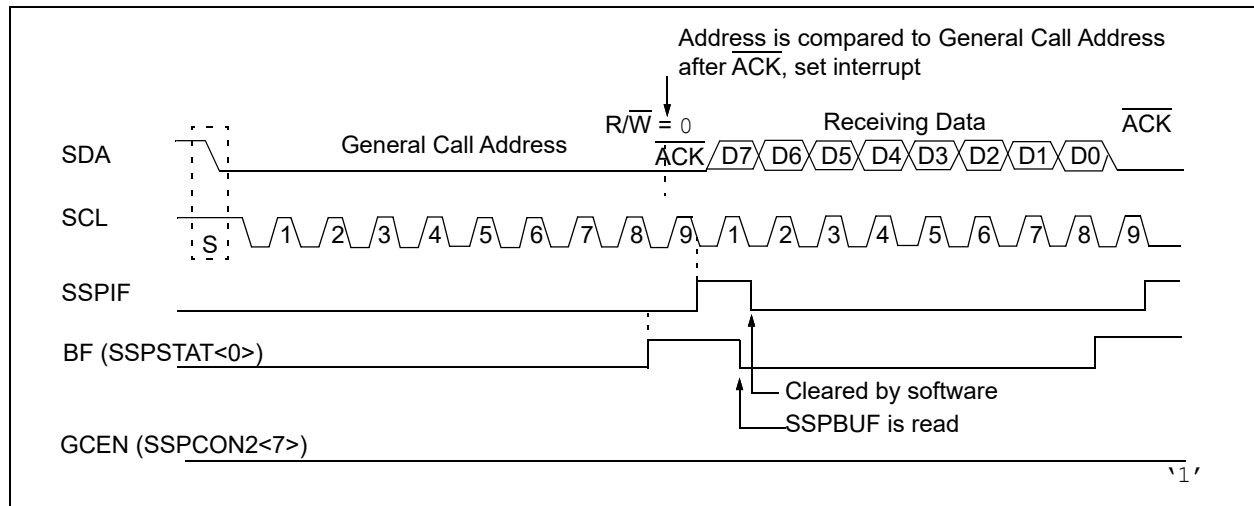 Address is compared to General Call Address
after ACK, set interrupt
R/W = 0
Receiving Data
ACK
General Call Address
SDA
ACK D7 D6 D5 D4 D3 D2 D1 D0
SCL
S
1 2 3 4 5 6 7 8 9 1 2 3 4 5 6 7 8 9
SSPIF
BF (SSPSTAT<0>)
Cleared by software
SSPBUF is read
GCEN (SSPCON2<7>)
‘1’